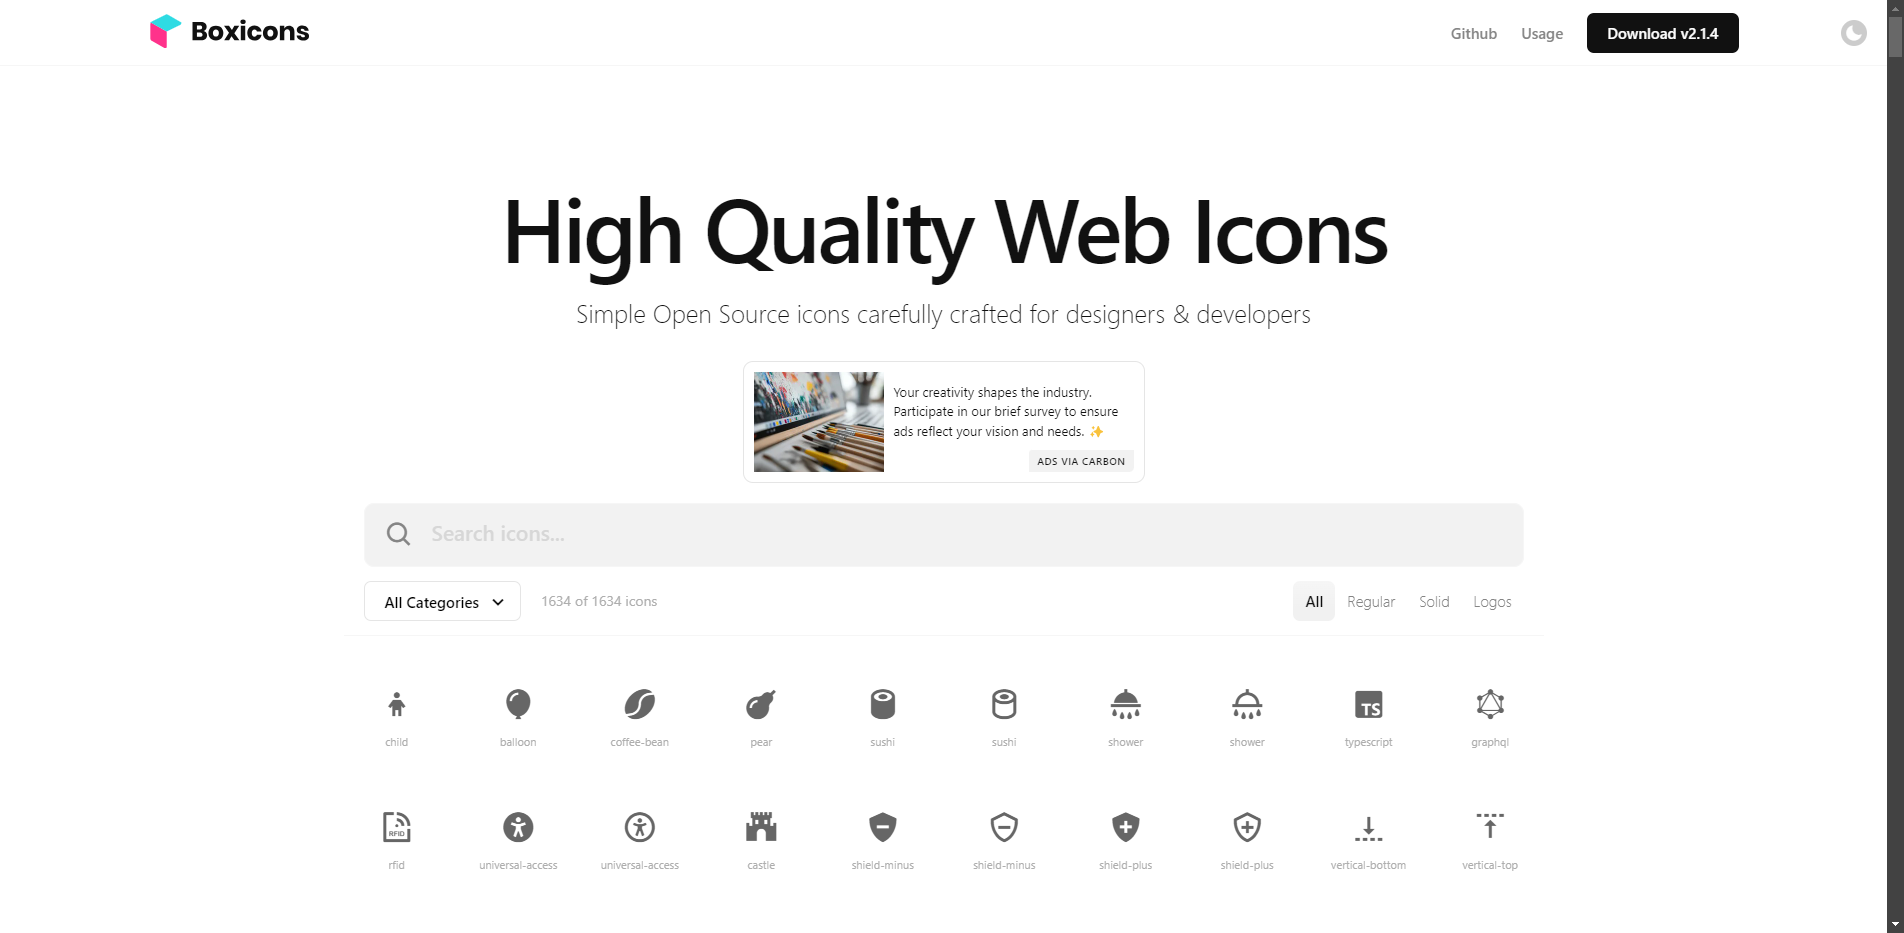 Boxicons
Github Usage Download v2.1.4
High Quality Web Icons
Simple Open Source icons carefully crafted for designers & developers
Your creativity shapes the industry.
Participate in our brief survey to ensure
ads reflect your vision and needs. ✨
ADS VIA CARBON
Search icons...
All Categories 1634 of 1634 icons All Regular Solid Logos
TS
child balloon coffee-bean pear sushi sushi shower shower typescript graphql
RFID
rfid universal-access universal-access castle shield-minus shield-minus shield-plus shield-plus vertical-bottom vertical-top